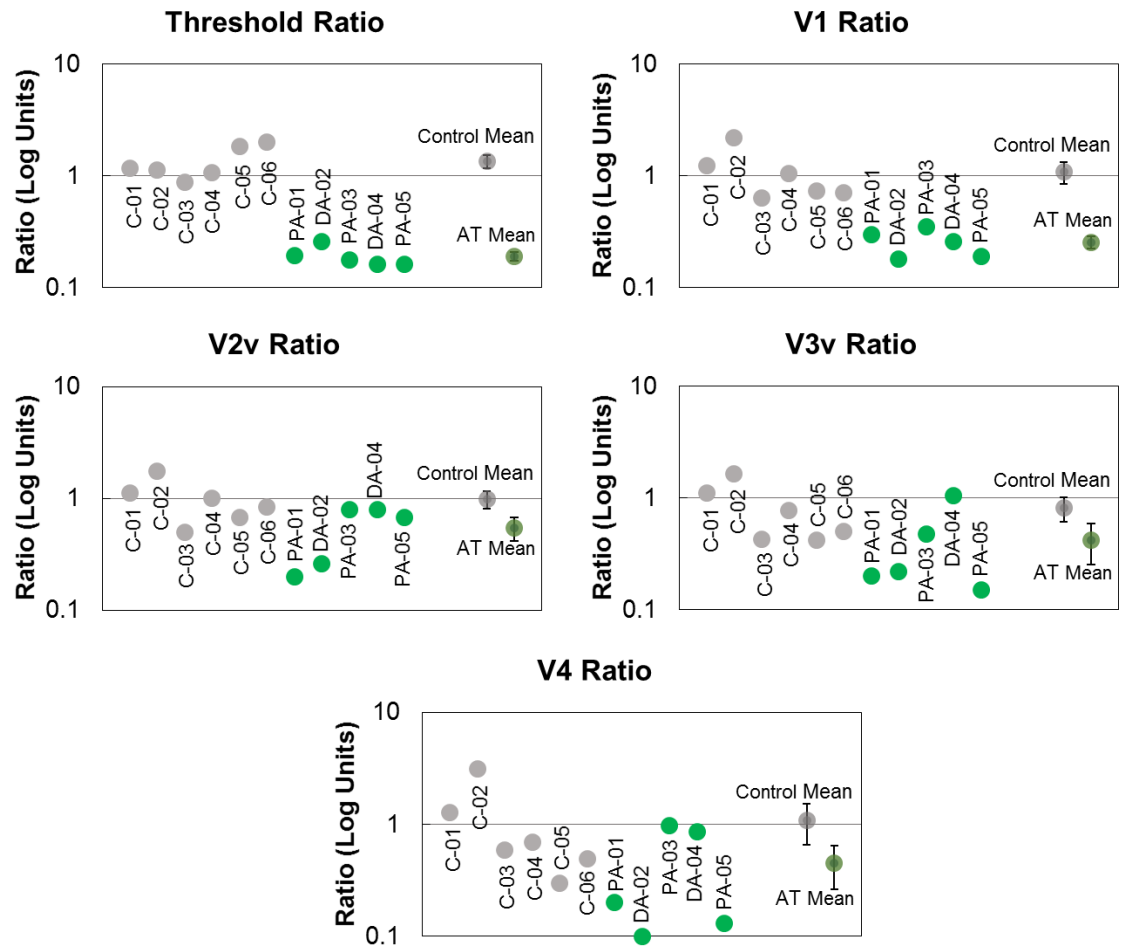 Threshold Ratio
Ratio (Log Units)
10
1
0.1
C-01
C-02
C-03
C-04
C-05
C-06
PA-01
DA-02
PA-03
DA-04
PA-05
Control Mean
AT Mean
V1 Ratio
Ratio (Log Units)
10
1
0.1
C-01
C-02
C-03
C-04
C-05
C-06
PA-01
DA-02
PA-03
DA-04
PA-05
Control Mean
AT Mean
V2v Ratio
Ratio (Log Units)
10
1
0.1
C-01
C-02
C-03
C-04
C-05
C-06
PA-01
DA-02
PA-03
DA-04
PA-05
Control Mean
AT Mean
V3v Ratio
Ratio (Log Units)
10
1
0.1
C-01
C-02
C-03
C-04
C-05
C-06
PA-01
DA-02
PA-03
DA-04
PA-05
Control Mean
AT Mean
V4 Ratio
Ratio (Log Units)
10
1
0.1
C-01
C-02
C-03
C-04
C-05
C-06
PA-01
DA-02
PA-03
DA-04
PA-05
Control Mean
AT Mean